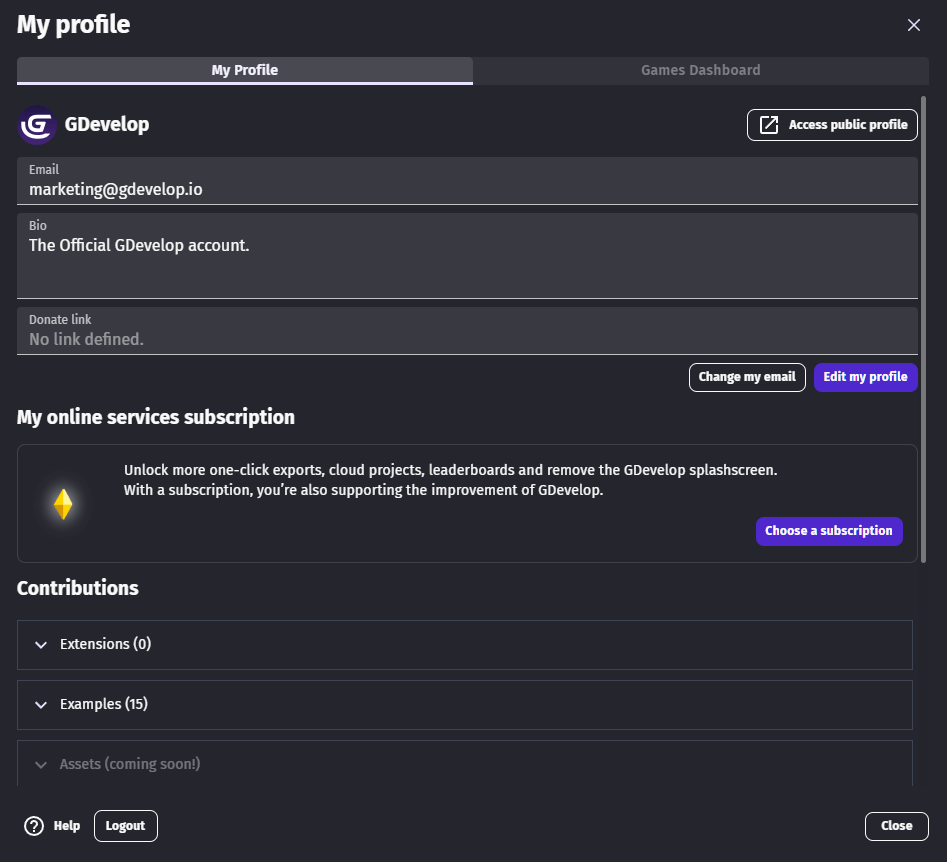 My profile
My Profile
Games Dashboard
GDevelop
Access public profile
Email
marketing@gdevelop.io
Bio
The Official GDevelop account.
Donate link
No link defined.
Change my email
Edit my profile
My online services subscription
Unlock more one-click exports, cloud projects, leaderboards and remove the GDevelop splashscreen.
With a subscription, you're also supporting the improvement of GDevelop.
Choose a subscription
Contributions
Extensions (0)
Examples (15)
Assets (coming soon!)
Help
Logout
Close